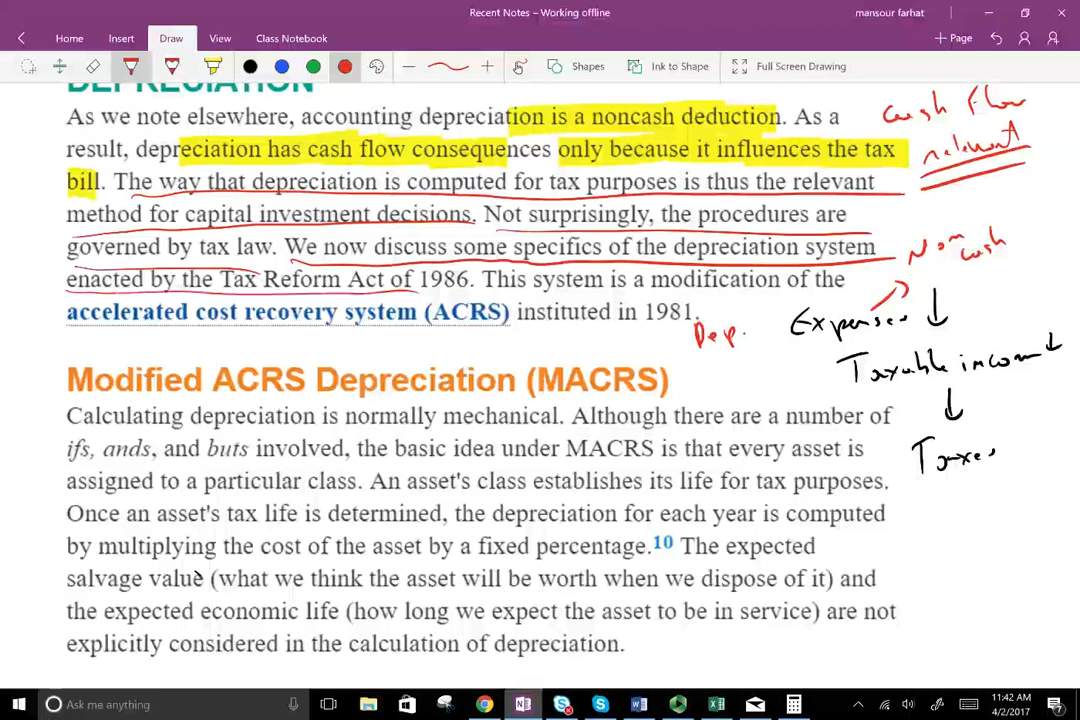 Recent Notes - Working offline
mansour farhat
Home Insert Draw View Class Notebook
Page
Shapes Ink to Shape Full Screen Drawing
DEPRECIATION
As we note elsewhere, accounting depreciation is a noncash deduction. As a
result, depreciation has cash flow consequences only because it influences the tax
bill. The way that depreciation is computed for tax purposes is thus the relevant
method for capital investment decisions. Not surprisingly, the procedures are
governed by tax law. We now discuss some specifics of the depreciation system
enacted by the Tax Reform Act of 1986. This system is a modification of the
accelerated cost recovery system (ACRS) instituted in 1981.
Cash Flow
relevant
Non
cash
Dep.
Expenses ↓
Taxable income ↓
↓
Taxes
Modified ACRS Depreciation (MACRS)
Calculating depreciation is normally mechanical. Although there are a number of
ifs, ands, and buts involved, the basic idea under MACRS is that every asset is
assigned to a particular class. An asset's class establishes its life for tax purposes.
Once an asset's tax life is determined, the depreciation for each year is computed
by multiplying the cost of the asset by a fixed percentage.10 The expected
salvage value (what we think the asset will be worth when we dispose of it) and
the expected economic life (how long we expect the asset to be in service) are not
explicitly considered in the calculation of depreciation.
Ask me anything
11:42 AM
4/2/2017